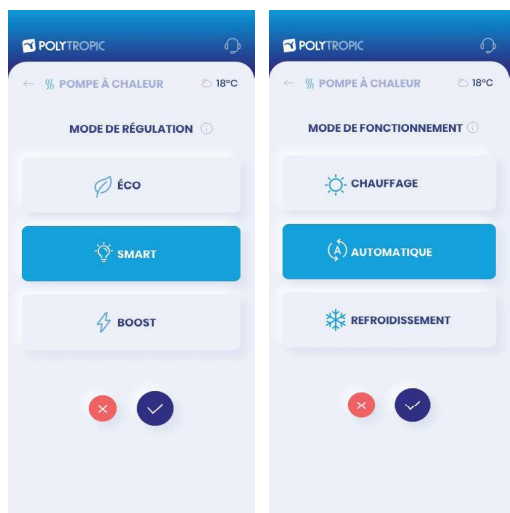 POLYTROPIC
POMPE À CHALEUR 18°C
MODE DE RÉGULATION
ÉCO
SMART
BOOST
POLYTROPIC
POMPE À CHALEUR 18°C
MODE DE FONCTIONNEMENT
CHAUFFAGE
A AUTOMATIQUE
REFROIDISSEMENT